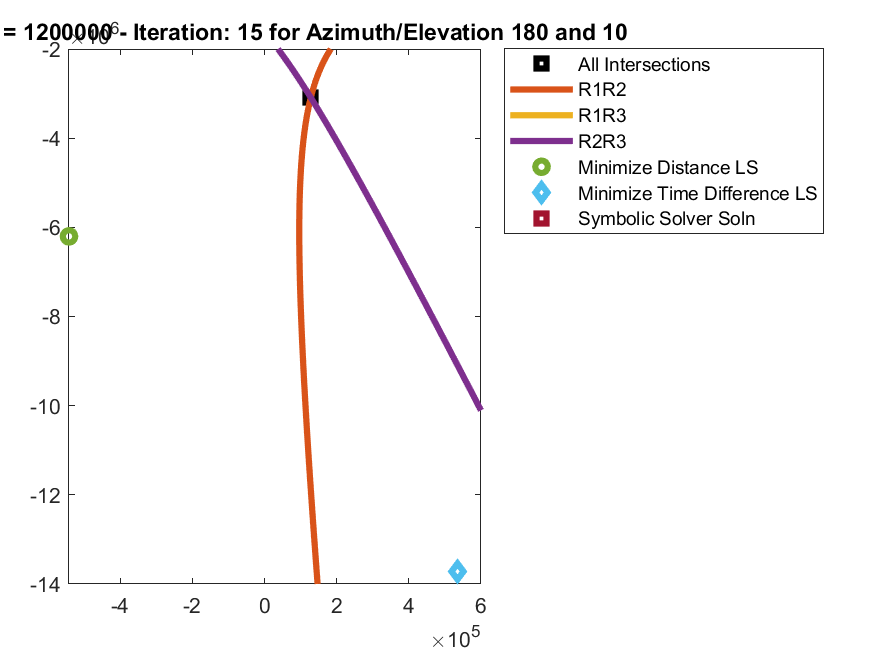 = 1200000 - Iteration: 15 for Azimuth/Elevation 180 and 10
×10^6
-2
-4
-6
-8
-10
-12
-14
-4
-2
0
2
4
6
×10^5
All Intersections
R1R2
R1R3
R2R3
Minimize Distance LS
Minimize Time Difference LS
Symbolic Solver Soln